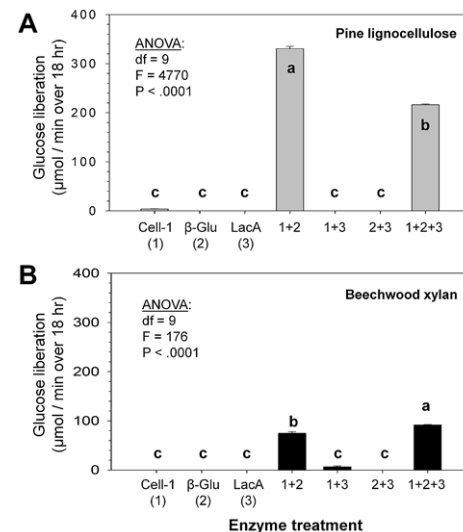 A
Pine lignocellulose
ANOVA:
df = 9
F = 4770
P < .0001
Glucose liberation
(µmol / min over 18 hr)
400
300
200
100
0
c c c a c c b
Cell-1 β-Glu LacA 1+2 1+3 2+3 1+2+3
(1) (2) (3)
B
Beechwood xylan
ANOVA:
df = 9
F = 176
P < .0001
Glucose liberation
(µmol / min over 18 hr)
400
300
200
100
0
c c c b c c a
Cell-1 β-Glu LacA 1+2 1+3 2+3 1+2+3
(1) (2) (3)
Enzyme treatment